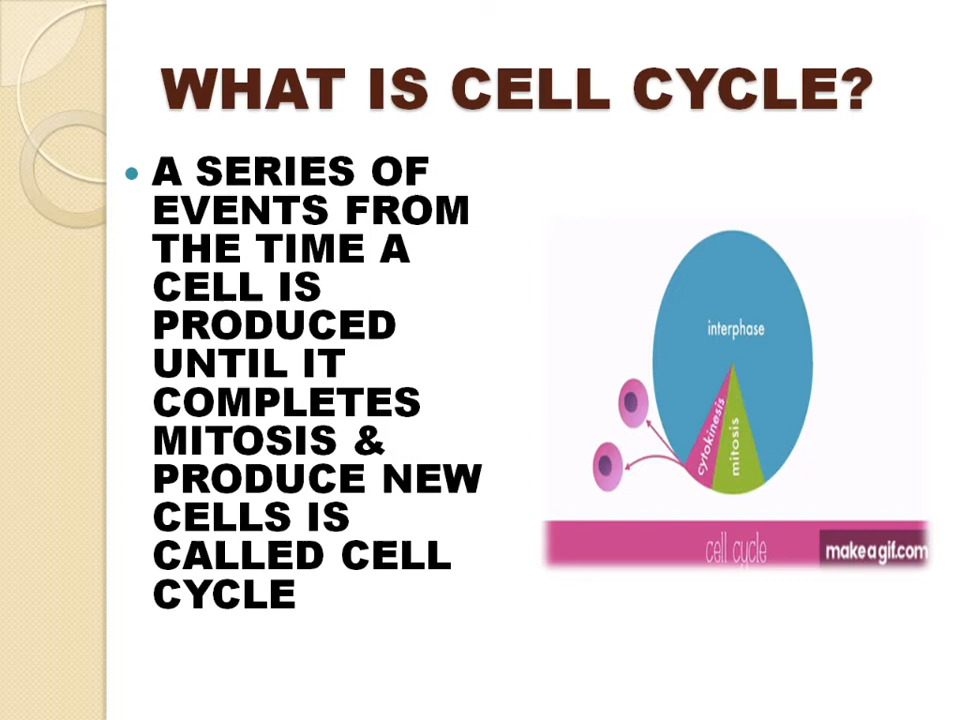 WHAT IS CELL CYCLE?
A SERIES OF
EVENTS FROM
THE TIME A
CELL IS
PRODUCED
UNTIL IT
COMPLETES
MITOSIS &
PRODUCE NEW
CELLS IS
CALLED CELL
CYCLE
interphase
cytokinesis
mitosis
cell cycle
makeagif.com